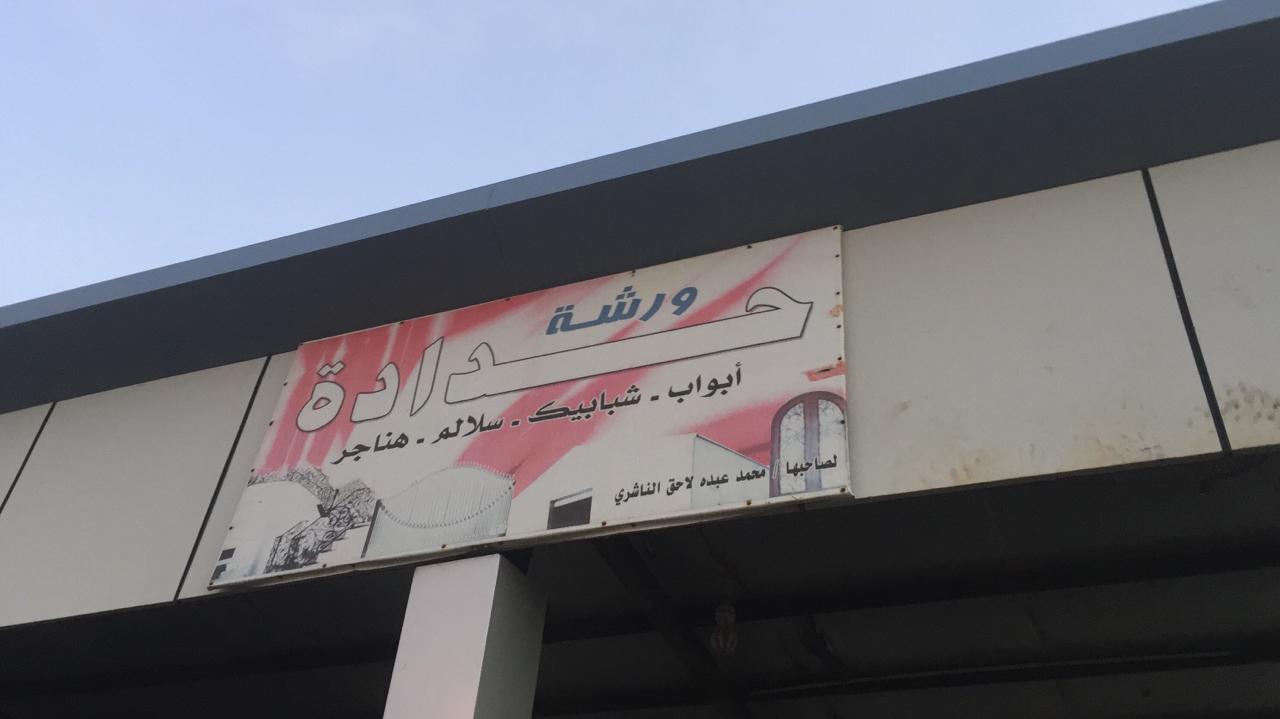 ورشة
حدادة
أبواب - شبابيك - سلالم - هناجر
لصاحبها / محمد عبده لاحق الناشري